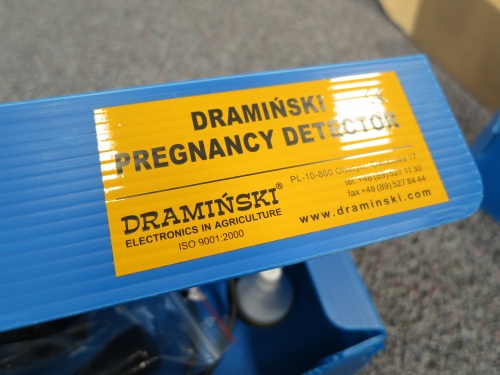 DRAMIŃSKI
PREGNANCY DETECTOR
PL-10-860 17
tel. +48 (89) 527 11 30
fax +48 (89) 527 84 44
DRAMIŃSKI®
ELECTRONICS IN AGRICULTURE
ISO 9001:2000
www.draminski.com